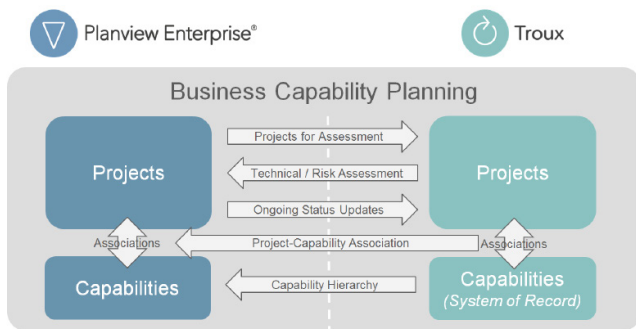 Planview Enterprise®
Troux
Business Capability Planning
Projects
Projects for Assessment
Technical / Risk Assessment
Ongoing Status Updates
Projects
Associations
Project-Capability Association
Associations
Capabilities
Capability Hierarchy
Capabilities
(System of Record)